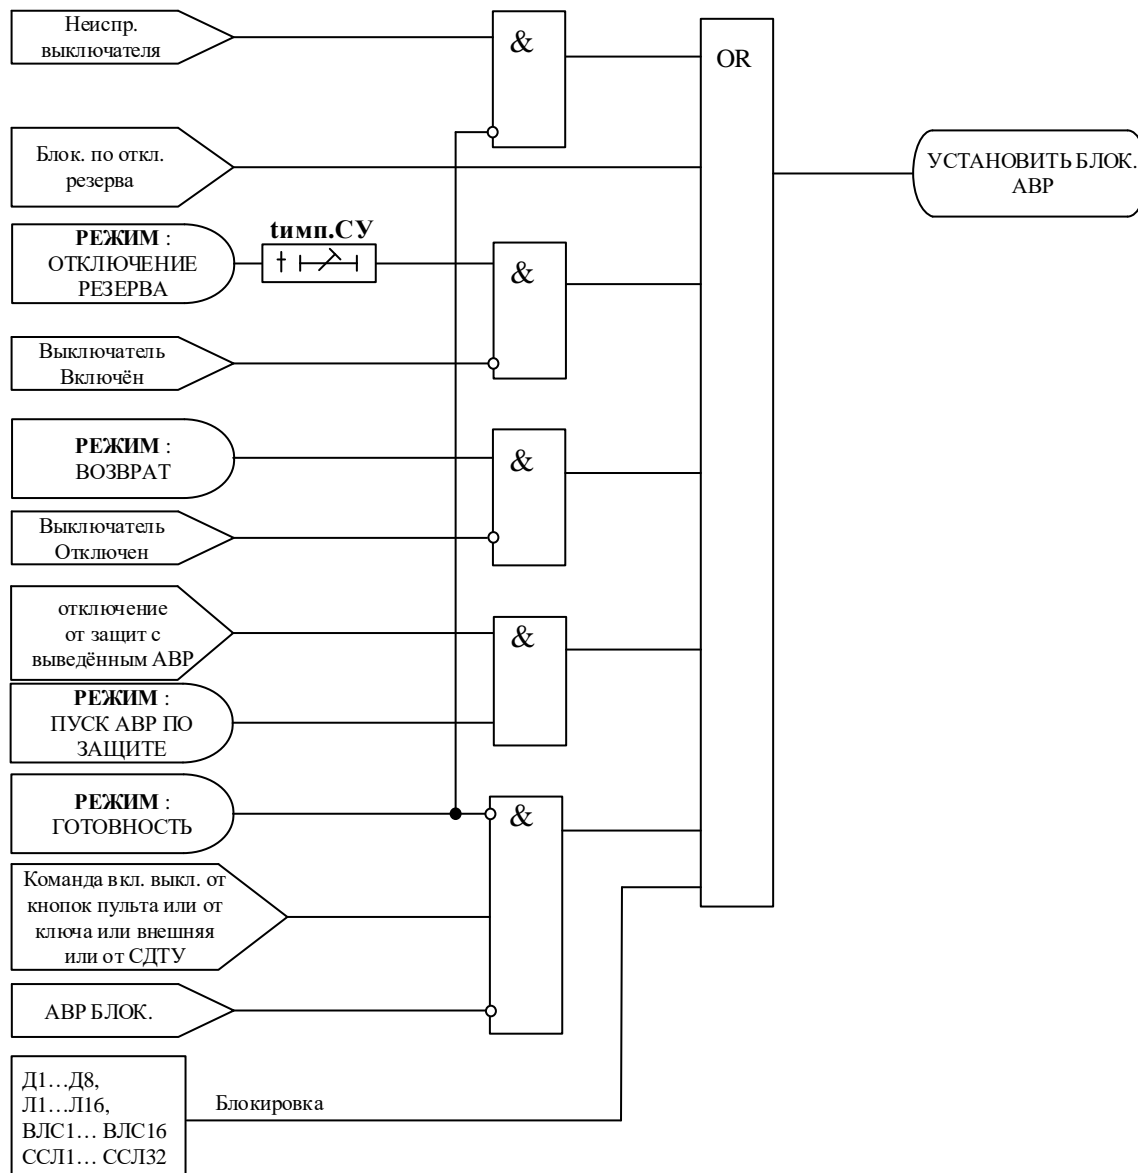 Неиспр.
выключателя
&
OR
Блок. по откл.
резерва
УСТАНОВИТЬ БЛОК.
АВР
РЕЖИМ :
ОТКЛЮЧЕНИЕ
РЕЗЕРВА
tимп.СУ
&
Выключатель
Включён
РЕЖИМ :
ВОЗВРАТ
&
Выключатель
Отключен
отключение
от защит с
выведённым АВР
&
РЕЖИМ :
ПУСК АВР ПО
ЗАЩИТЕ
РЕЖИМ :
ГОТОВНОСТЬ
&
Команда вкл. выкл. от
кнопок пульта или от
ключа или внешняя
или от СДТУ
АВР БЛОК.
Д1…Д8,
Л1…Л16,
ВЛС1… ВЛС16
ССЛ1… ССЛ32
Блокировка